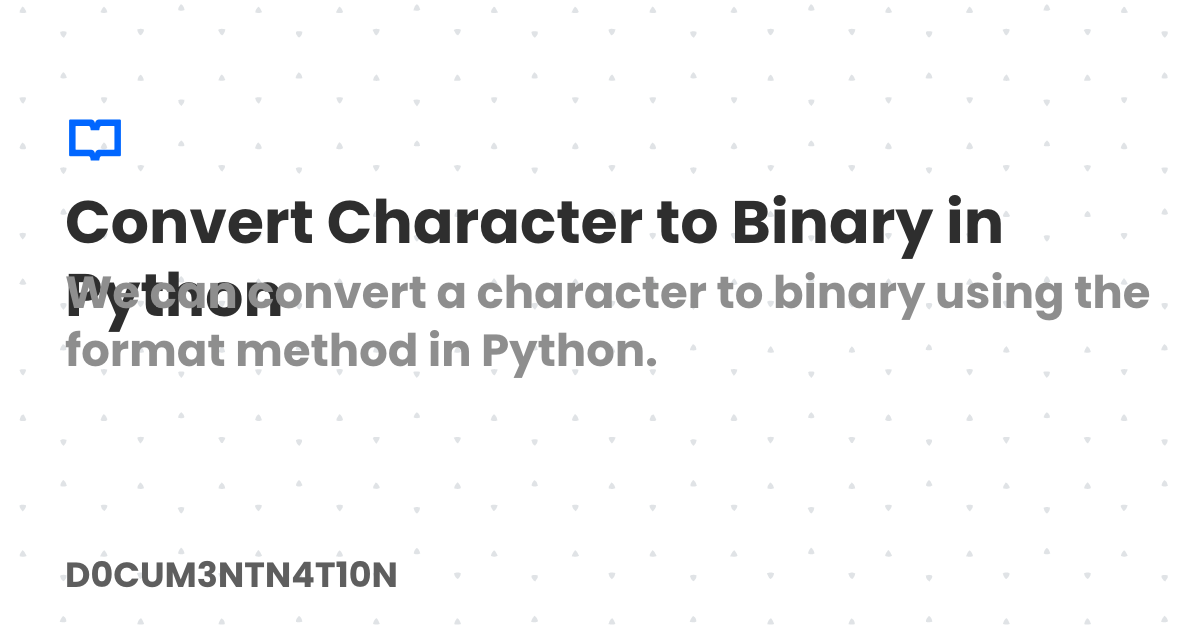 Convert Character to Binary in
Python
We can convert a character to binary using the
format method in Python.
D0CUM3NTN4T10N